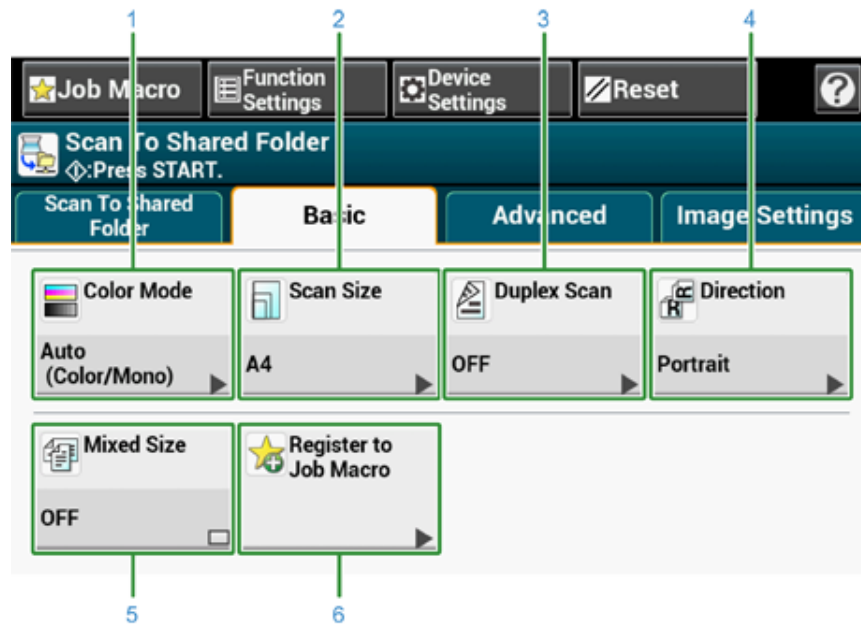 1 2 3 4
Job Macro
Function
Settings
Device
Settings
Reset
?
Scan To Shared Folder
:Press START.
Scan To Shared
Folder
Basic
Advanced
Image Settings
Color Mode
Auto
(Color/Mono)
Scan Size
A4
Duplex Scan
OFF
R R
Direction
Portrait
Mixed Size
OFF
Register to
Job Macro
5 6